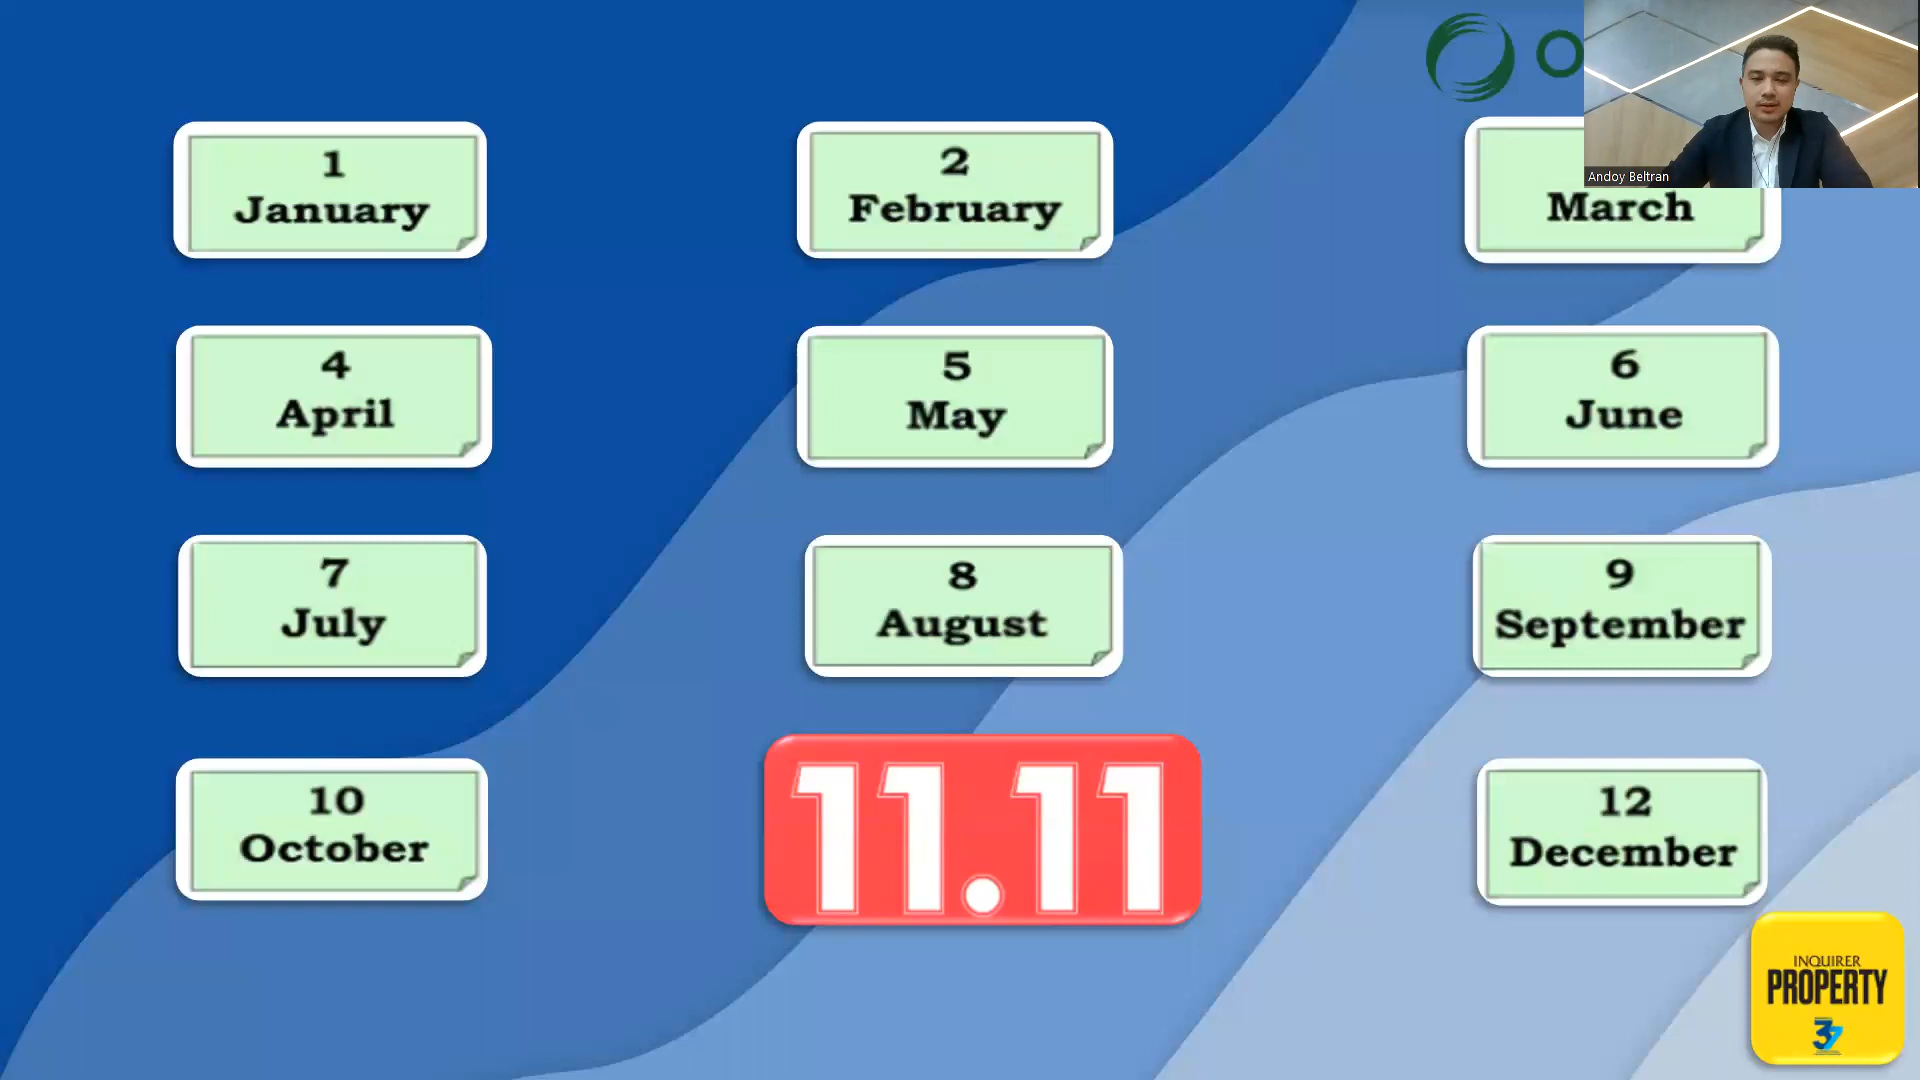 Andoy Beltran
1
January
2
February
March
4
April
5
May
6
June
7
July
8
August
9
September
10
October
11.11
12
December
INQUIRER
PROPERTY
37